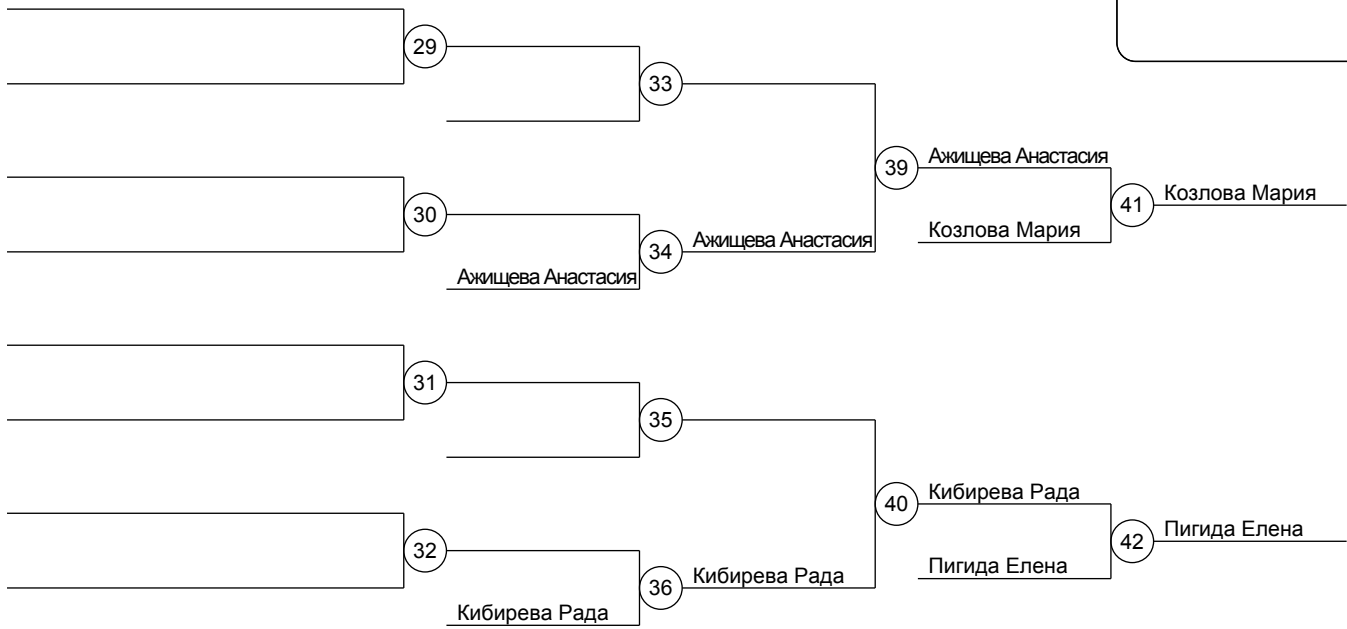 29
33
39
Ажищева Анастасия
41
Козлова Мария
30
Козлова Мария
34
Ажищева Анастасия
Ажищева Анастасия
31
35
40
Кибирева Рада
42
Пигида Елена
32
Пигида Елена
36
Кибирева Рада
Кибирева Рада